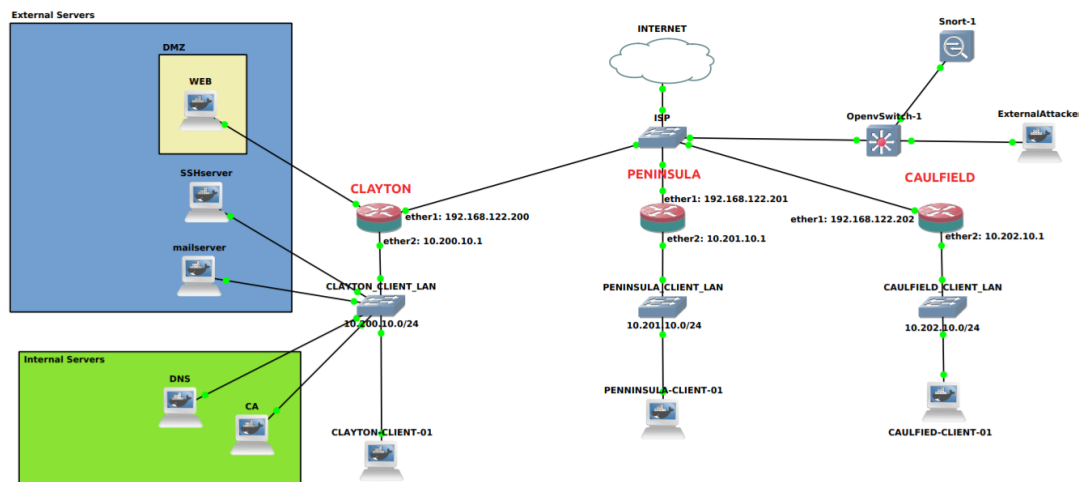 External Servers
DMZ
WEB
SSHserver
mailserver
Internal Servers
DNS
CA
CLAYTON
ether1: 192.168.122.200
ether2: 10.200.10.1
CLAYTON_CLIENT_LAN
10.200.10.0/24
CLAYTON-CLIENT-01
INTERNET
ISP
PENINSULA
ether1: 192.168.122.201
ether2: 10.201.10.1
PENINSULA_CLIENT_LAN
10.201.10.0/24
PENNINSULA-CLIENT-01
Snort-1
OpenvSwitch-1
ExternalAttacker
CAULFIELD
ether1: 192.168.122.202
ether2: 10.202.10.1
CAULFIELD_CLIENT_LAN
10.202.10.0/24
CAULFIED-CLIENT-01